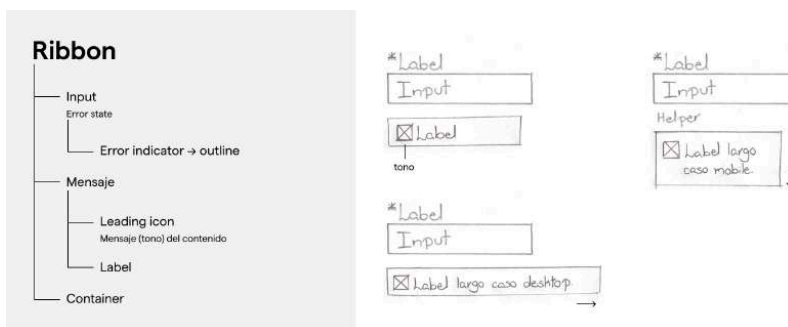 Ribbon
Input
Error state
Error indicator → outline
Mensaje
Leading icon
Mensaje (tono) del contenido
Label
Container
*Label
Input
Label
tono
*Label
Input
Label largo caso desktop
→
*Label
Input
Helper
Label largo
caso mobile.